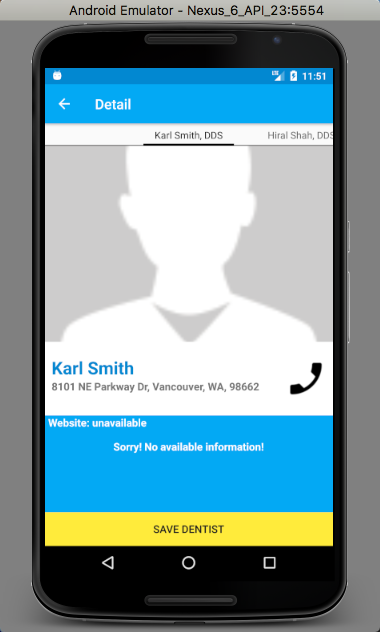 Android Emulator - Nexus_6_API_23:5554
11:51
Detail
Karl Smith, DDS Hiral Shah, DDS
Karl Smith
8101 NE Parkway Dr, Vancouver, WA, 98662
Website: unavailable
Sorry! No available information!
SAVE DENTIST